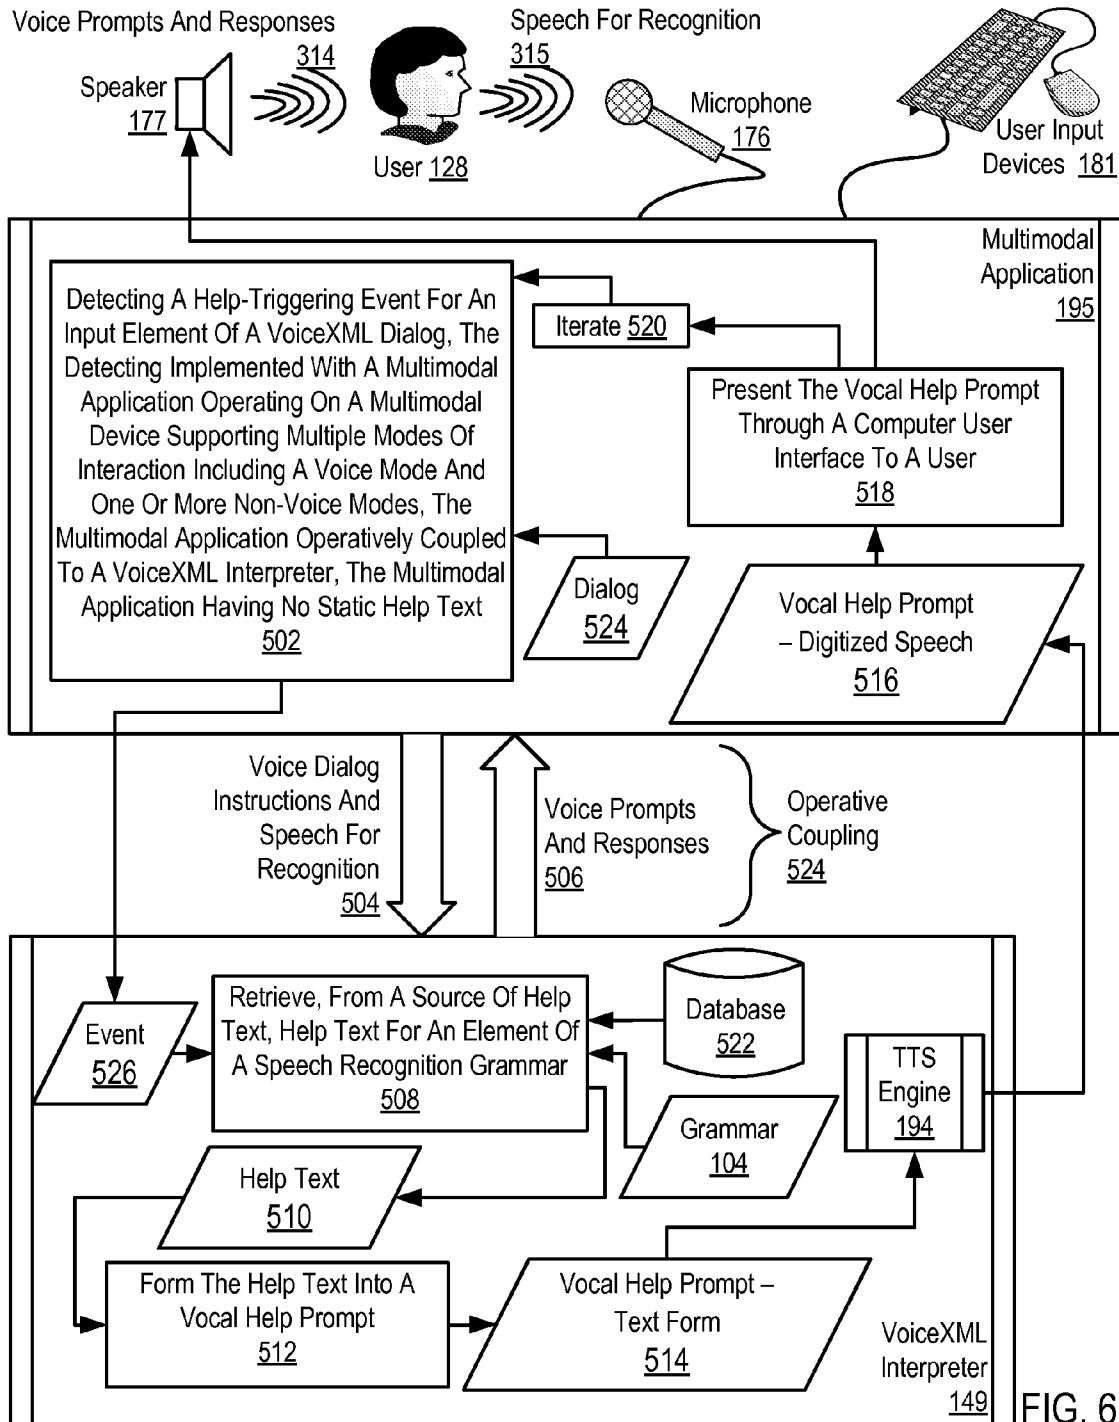 Voice Prompts And Responses
314
Speech For Recognition
315
Speaker
177
User 128
Microphone
176
User Input
Devices 181
Multimodal
Application
195
Detecting A Help-Triggering Event For An
Input Element Of A VoiceXML Dialog, The
Detecting Implemented With A Multimodal
Application Operating On A Multimodal
Device Supporting Multiple Modes Of
Interaction Including A Voice Mode And
One Or More Non-Voice Modes, The
Multimodal Application Operatively Coupled
To A VoiceXML Interpreter, The Multimodal
Application Having No Static Help Text
502
Iterate 520
Present The Vocal Help Prompt
Through A Computer User
Interface To A User
518
Dialog
524
Vocal Help Prompt
– Digitized Speech
516
Voice Dialog
Instructions And
Speech For
Recognition
504
Voice Prompts
And Responses
506
Operative
Coupling
524
Event
526
Retrieve, From A Source Of Help
Text, Help Text For An Element Of
A Speech Recognition Grammar
508
Database
522
TTS
Engine
194
Grammar
104
Help Text
510
Form The Help Text Into A
Vocal Help Prompt
512
Vocal Help Prompt –
Text Form
514
VoiceXML
Interpreter
149
FIG. 6